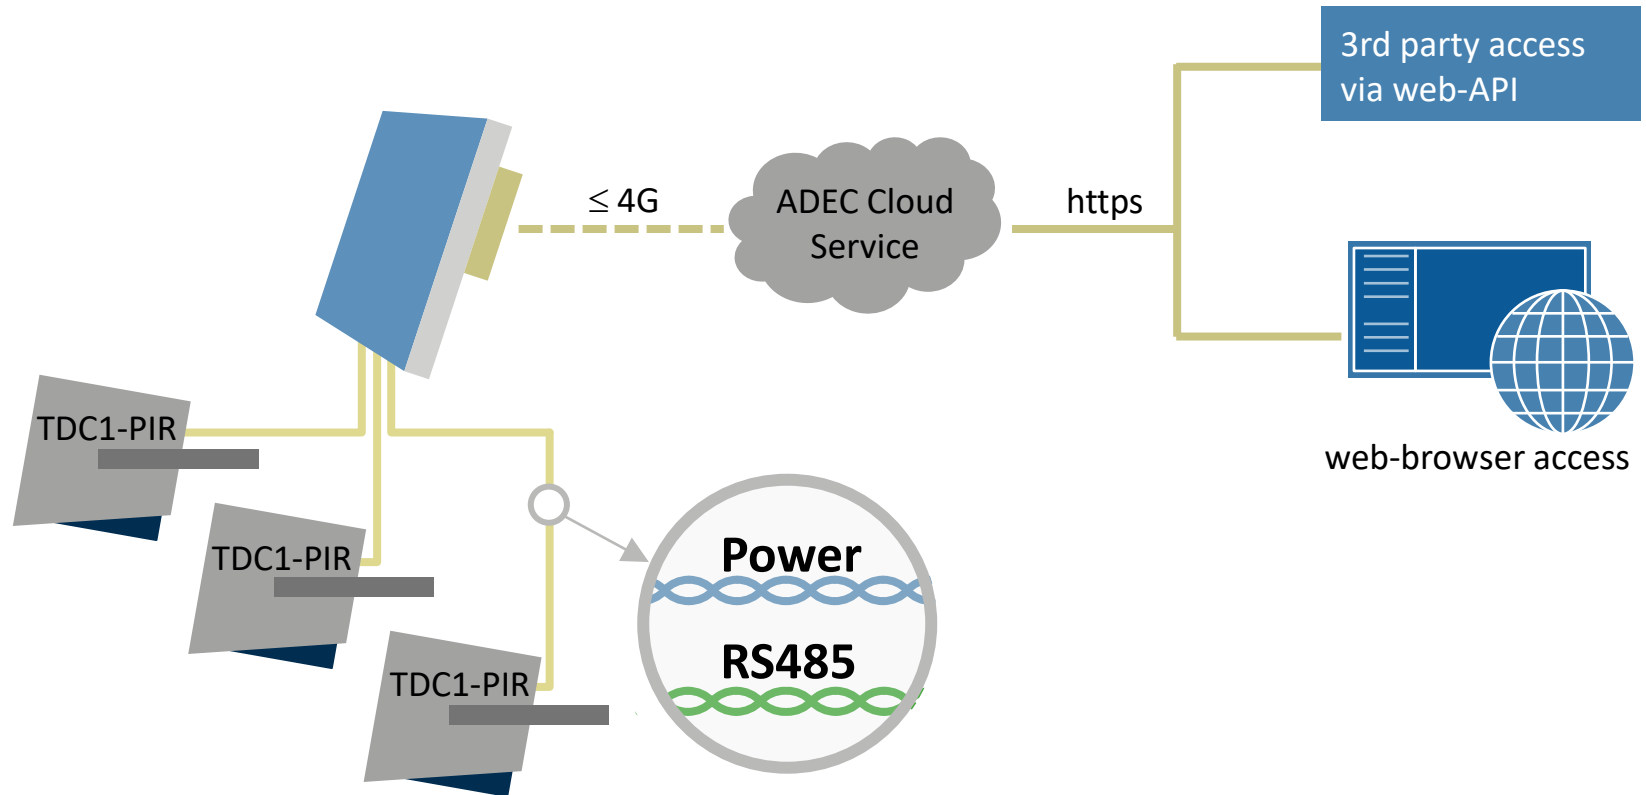 3rd party access
via web-API
≤ 4G
ADEC Cloud
Service
https
TDC1-PIR
web-browser access
TDC1-PIR
Power
RS485
TDC1-PIR